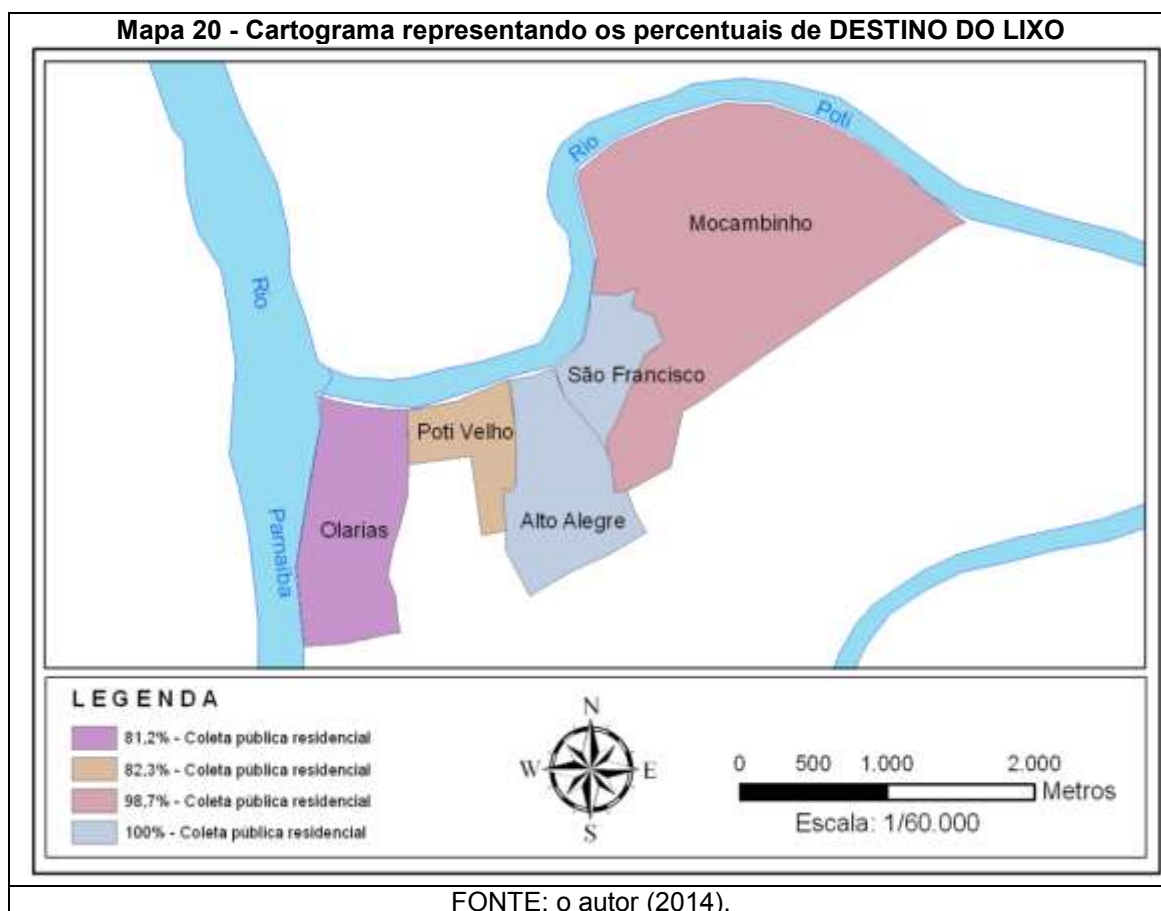 Mapa 20 - Cartograma representando os percentuais de DESTINO DO LIXO
Rio
Poti
Mocambinho
Rio
São Francisco
Poti Velho
Olarias
Alto Alegre
Parnaíba
LEGENDA
81,2% - Coleta pública residencial
82,3% - Coleta pública residencial
98,7% - Coleta pública residencial
100% - Coleta pública residencial
N
W
E
S
0 500 1.000 2.000
Metros
Escala: 1/60.000
FONTE: o autor (2014).